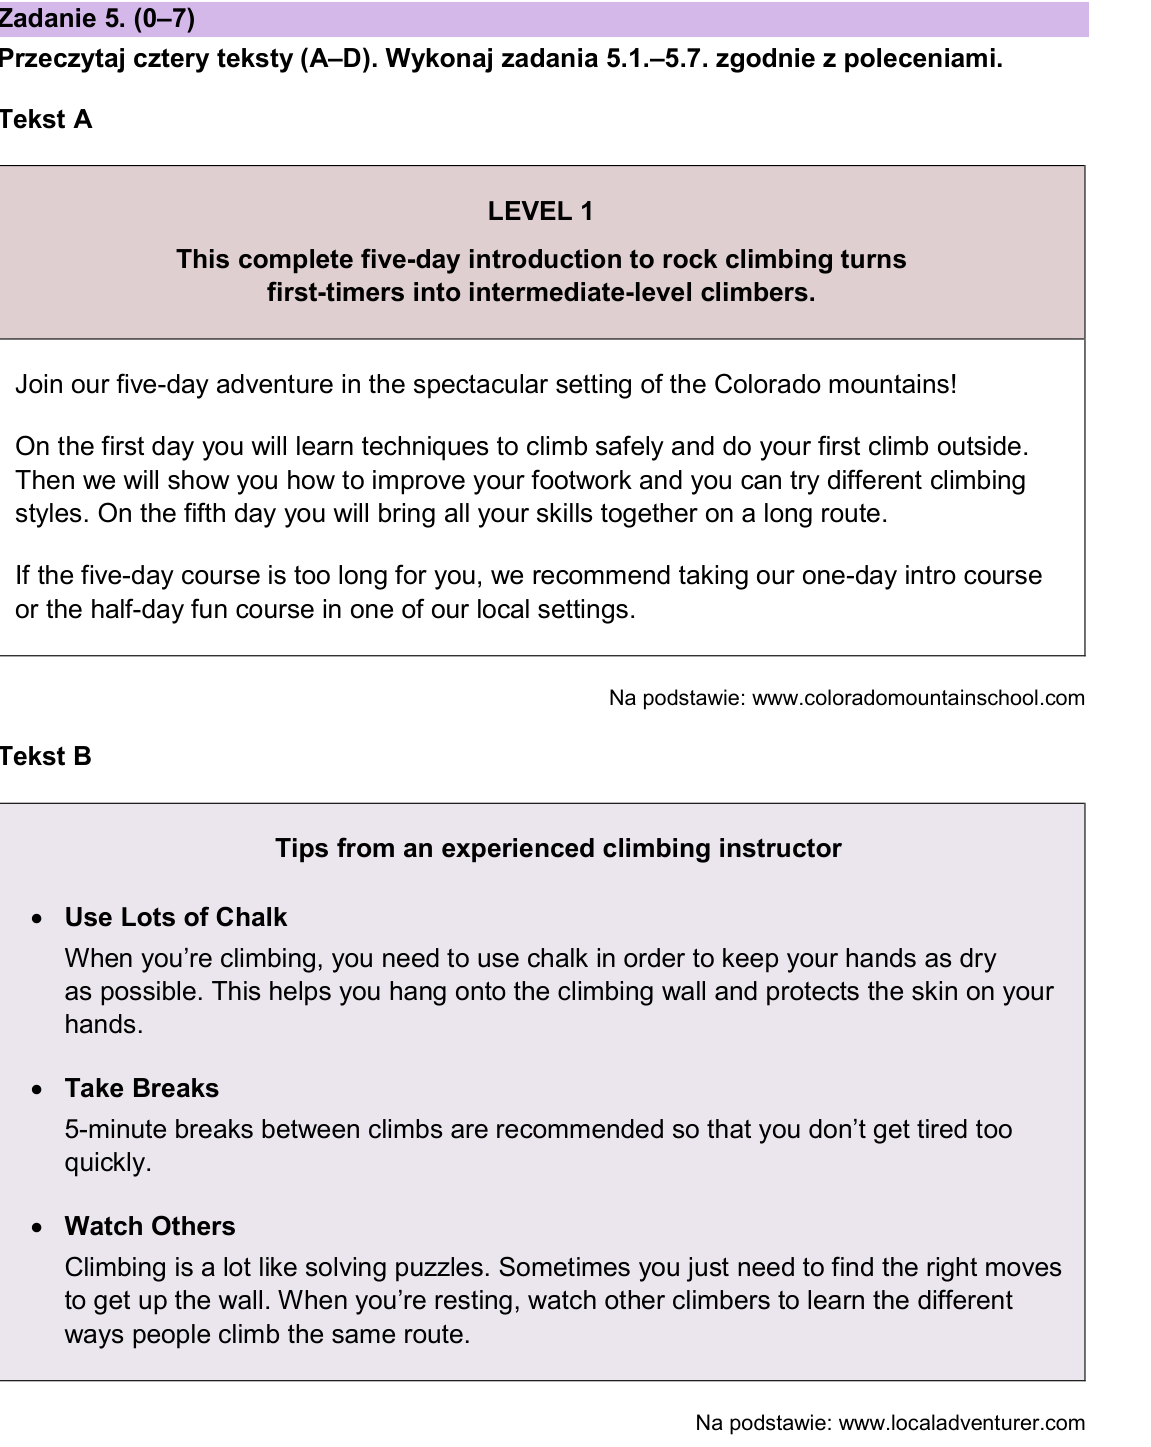 Zadanie 5. (0–7)
Przeczytaj cztery teksty (A–D). Wykonaj zadania 5.1.–5.7. zgodnie z poleceniami.
Tekst A
LEVEL 1
This complete five-day introduction to rock climbing turns
first-timers into intermediate-level climbers.
Join our five-day adventure in the spectacular setting of the Colorado mountains!
On the first day you will learn techniques to climb safely and do your first climb outside.
Then we will show you how to improve your footwork and you can try different climbing
styles. On the fifth day you will bring all your skills together on a long route.
If the five-day course is too long for you, we recommend taking our one-day intro course
or the half-day fun course in one of our local settings.
Na podstawie: www.coloradomountainschool.com
Tekst B
Tips from an experienced climbing instructor
• Use Lots of Chalk
When you’re climbing, you need to use chalk in order to keep your hands as dry
as possible. This helps you hang onto the climbing wall and protects the skin on your
hands.
• Take Breaks
5-minute breaks between climbs are recommended so that you don’t get tired too
quickly.
• Watch Others
Climbing is a lot like solving puzzles. Sometimes you just need to find the right moves
to get up the wall. When you’re resting, watch other climbers to learn the different
ways people climb the same route.
Na podstawie: www.localadventurer.com